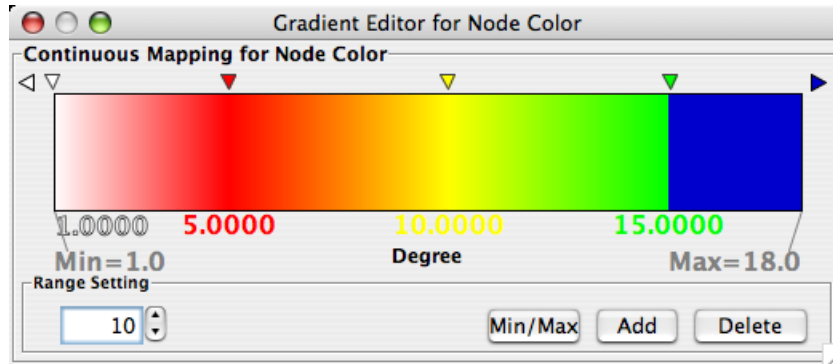 Gradient Editor for Node Color
Continuous Mapping for Node Color
1.0000 5.0000 10.0000 15.0000
Min=1.0 Degree Max=18.0
Range Setting
10 Min/Max Add Delete